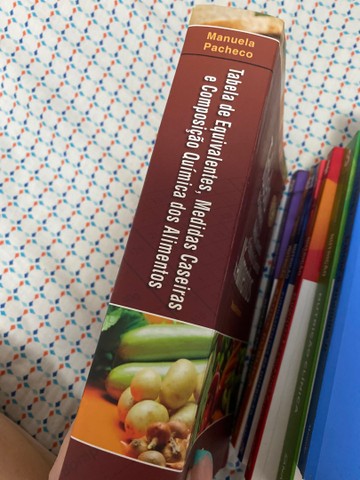 Manuela
Pacheco
Tabela de Equivalentes, Medidas Caseiras
e Composição Química dos Alimentos